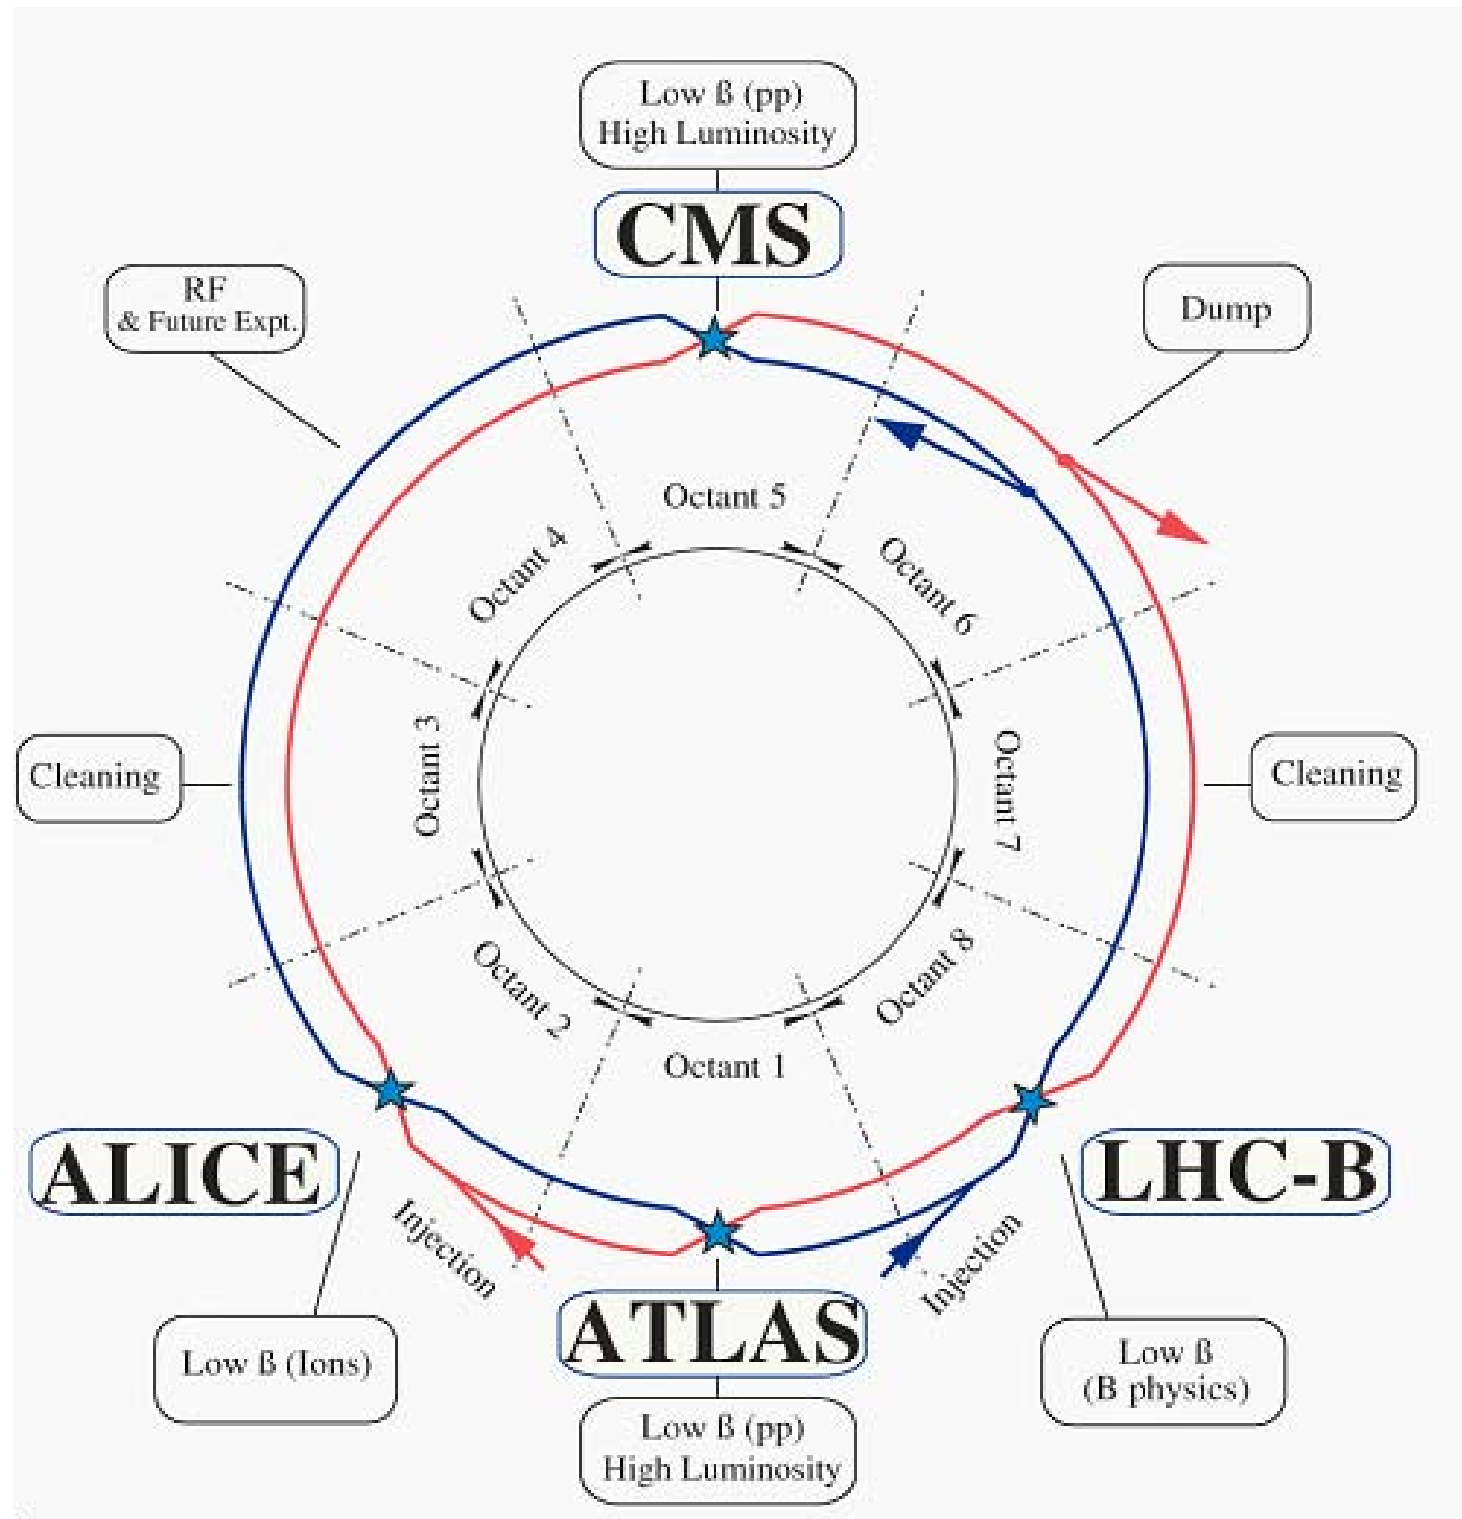 Low ß (pp)
High Luminosity
CMS
RF
& Future Expt.
Dump
Octant 5
Octant 4
Octant 6
Cleaning
Octant 3
Octant 7
Cleaning
Octant 2
Octant 8
Octant 1
ALICE
LHC-B
Injection
Injection
ATLAS
Low ß (Ions)
Low ß
(B physics)
Low ß (pp)
High Luminosity